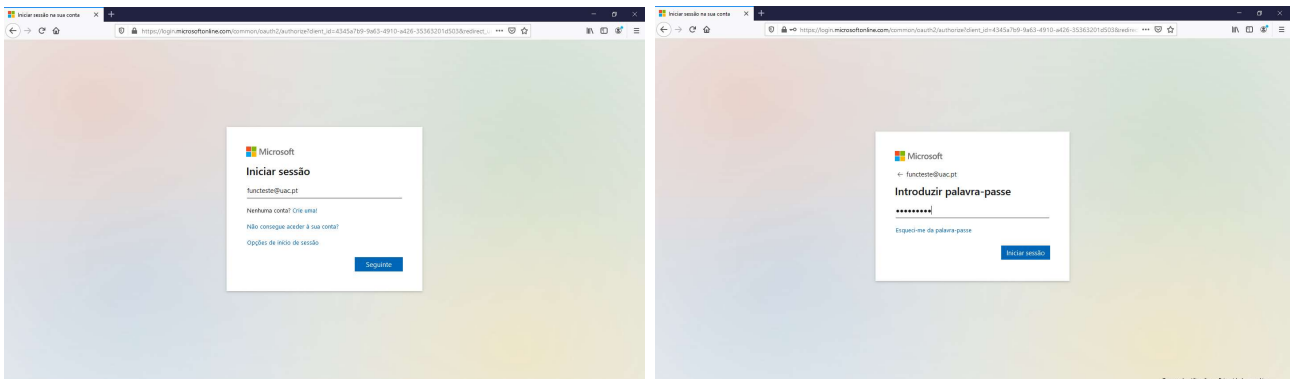 Iniciar sessão na sua conta
https://login.microsoftonline.com/common/oauth2/authorize?client_id=4345a7b9-9a63-4910-a426-35363201d503&redirect_u
Microsoft
Iniciar sessão
functeste@uac.pt
Nenhuma conta? Crie uma!
Não consegue aceder à sua conta?
Opções de início de sessão
Seguinte
Iniciar sessão na sua conta
https://login.microsoftonline.com/common/oauth2/authorize?client_id=4345a7b9-9a63-4910-a426-35363201d503&redirec
Microsoft
functeste@uac.pt
Introduzir palavra-passe
Esqueci-me da palavra-passe
Iniciar sessão